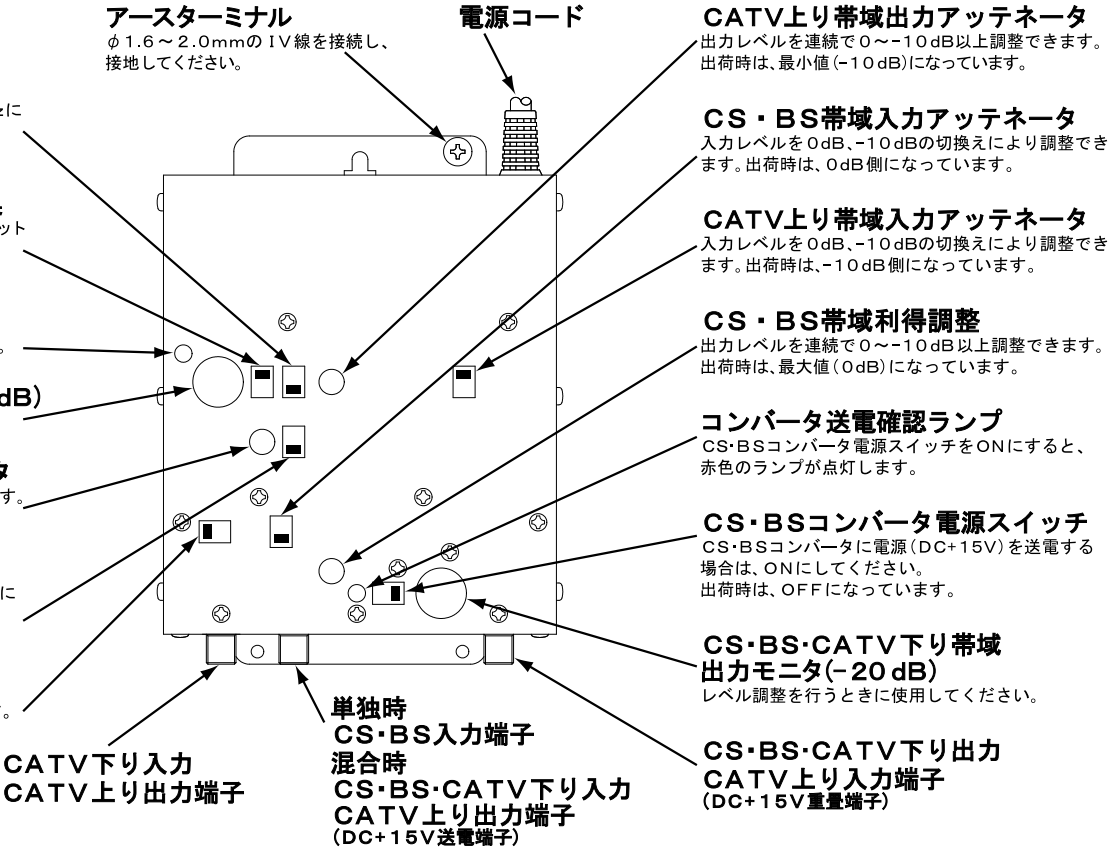 アースターミナル
φ1.6～2.0mmのIV線を接続し、
接地してください。
電源コード
CATV上り帯域出力アッテネータ
出力レベルを連続で0～-10dB以上調整できます。
出荷時は、最小値(-10dB)になっています。
CS・BS帯域入力アッテネータ
入力レベルを0dB、-10dBの切換えにより調整でき
ます。出荷時は、0dB側になっています。
CATV上り帯域入力アッテネータ
入力レベルを0dB、-10dBの切換えにより調整でき
ます。出荷時は、-10dB側になっています。
CS・BS帯域利得調整
出力レベルを連続で0～-10dB以上調整できます。
出荷時は、最大値(0dB)になっています。
コンバータ送電確認ランプ
CS・BSコンバータ電源スイッチをONにすると、
赤色のランプが点灯します。
CS・BSコンバータ電源スイッチ
CS・BSコンバータに電源(DC+15V)を送電する
場合は、ONにしてください。
出荷時は、OFFになっています。
CS・BS・CATV下り帯域
出力モニタ(-20dB)
レベル調整を行うときに使用してください。
CS・BS・CATV下り出力
CATV上り入力端子
(DC+15V重畳端子)
単独時
CS・BS入力端子
混合時
CS・BS・CATV下り入力
CATV上り出力端子
(DC+15V送電端子)
CATV下り入力
CATV上り出力端子
に
ット
。
dB)
タ
す。
に
。